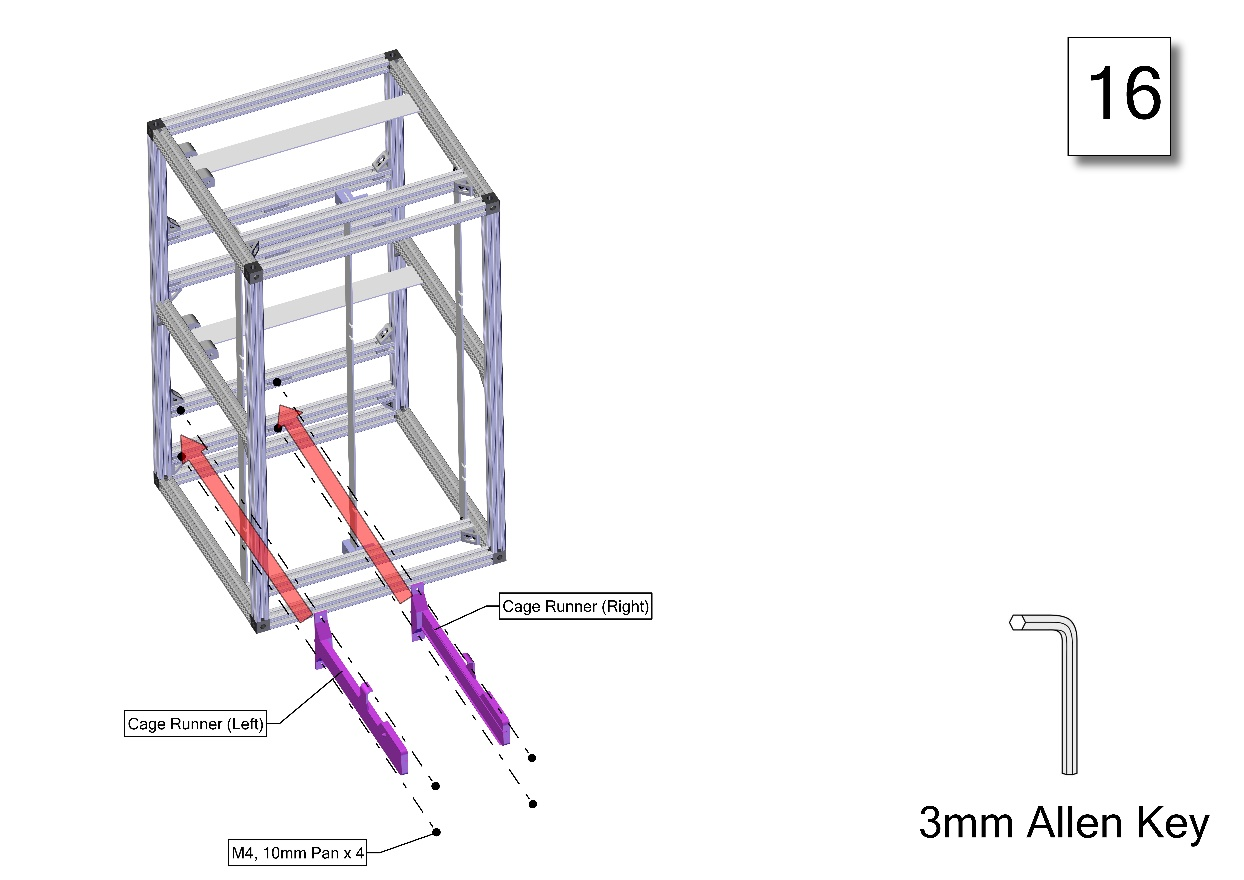 16
Cage Runner (Right)
Cage Runner (Left)
3mm Allen Key
M4, 10mm Pan x 4